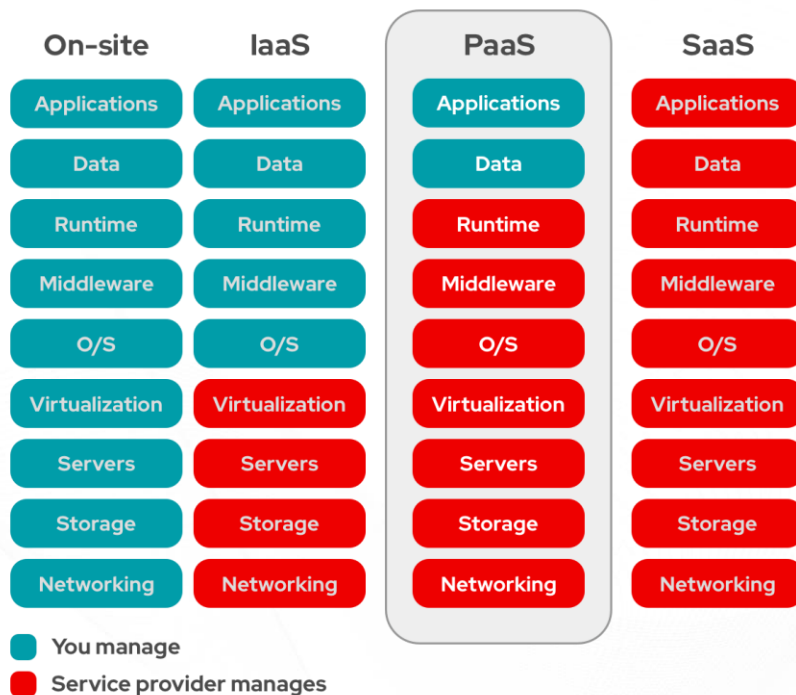 On-site IaaS PaaS SaaS
Applications Applications Applications Applications
Data Data Data Data
Runtime Runtime Runtime Runtime
Middleware Middleware Middleware Middleware
O/S O/S O/S O/S
Virtualization Virtualization Virtualization Virtualization
Servers Servers Servers Servers
Storage Storage Storage Storage
Networking Networking Networking Networking
You manage
Service provider manages